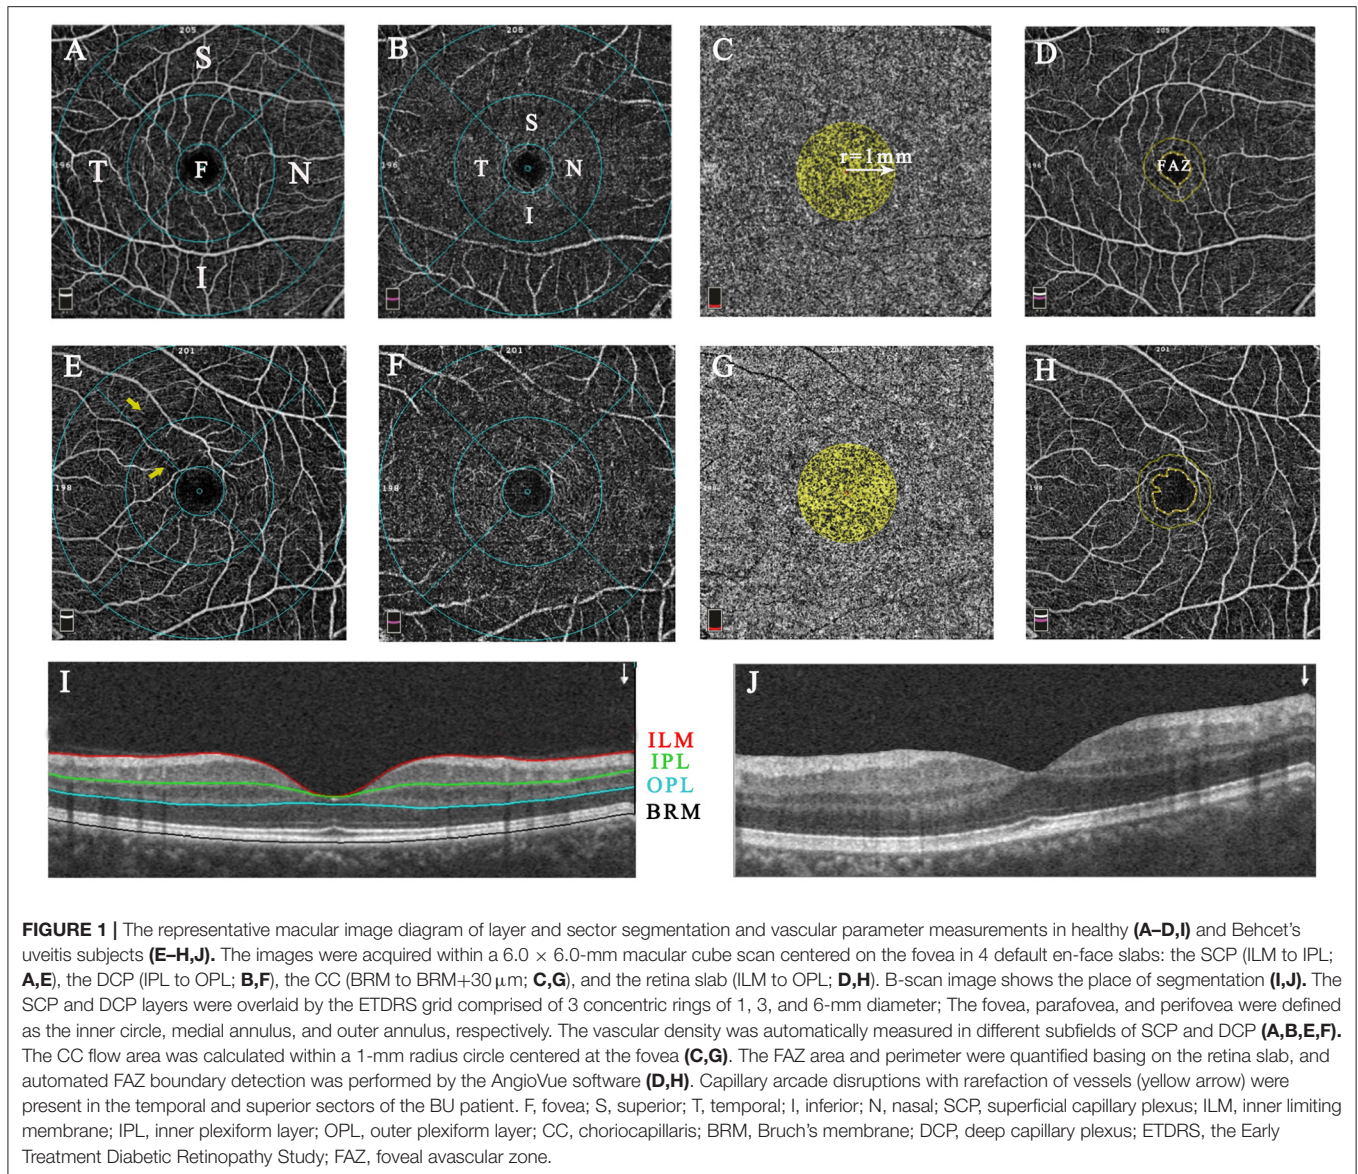 A
205
S
T
196
F
N
I
B
S
T
N
I
C
205
r=1mm
D
205
196
FAZ
E
201
198
F
201
198
G
H
201
198
I
J
ILM
IPL
OPL
BRM
FIGURE 1 | The representative macular image diagram of layer and sector segmentation and vascular parameter measurements in healthy (A–D,I) and Behcet's
uveitis subjects (E–H,J). The images were acquired within a 6.0 × 6.0-mm macular cube scan centered on the fovea in 4 default en-face slabs: the SCP (ILM to IPL;
A,E), the DCP (IPL to OPL; B,F), the CC (BRM to BRM+30 μm; C,G), and the retina slab (ILM to OPL; D,H). B-scan image shows the place of segmentation (I,J). The
SCP and DCP layers were overlaid by the ETDRS grid comprised of 3 concentric rings of 1, 3, and 6-mm diameter; The fovea, parafovea, and perifovea were defined
as the inner circle, medial annulus, and outer annulus, respectively. The vascular density was automatically measured in different subfields of SCP and DCP (A,B,E,F).
The CC flow area was calculated within a 1-mm radius circle centered at the fovea (C,G). The FAZ area and perimeter were quantified basing on the retina slab, and
automated FAZ boundary detection was performed by the AngioVue software (D,H). Capillary arcade disruptions with rarefaction of vessels (yellow arrow) were
present in the temporal and superior sectors of the BU patient. F, fovea; S, superior; T, temporal; I, inferior; N, nasal; SCP, superficial capillary plexus; ILM, inner limiting
membrane; IPL, inner plexiform layer; OPL, outer plexiform layer; CC, choriocapillaris; BRM, Bruch's membrane; DCP, deep capillary plexus; ETDRS, the Early
Treatment Diabetic Retinopathy Study; FAZ, foveal avascular zone.